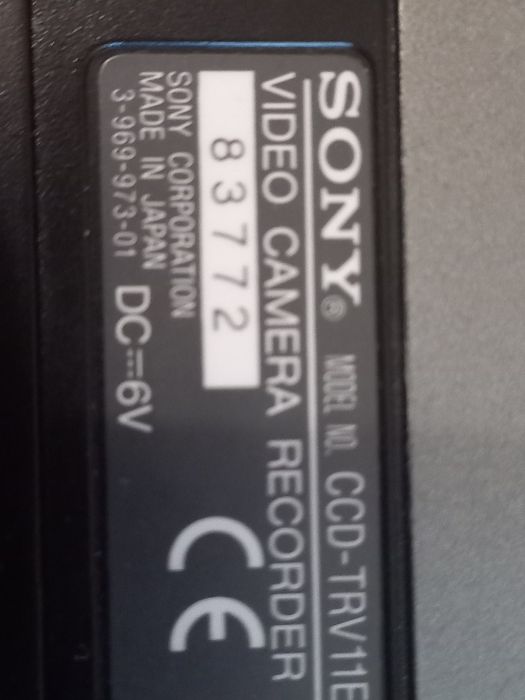 SONY® MODEL NO. CCD-TRV11E
VIDEO CAMERA RECORDER
83772
SONY CORPORATION
MADE IN JAPAN
3-969-973-01 DC⎓6V
CE